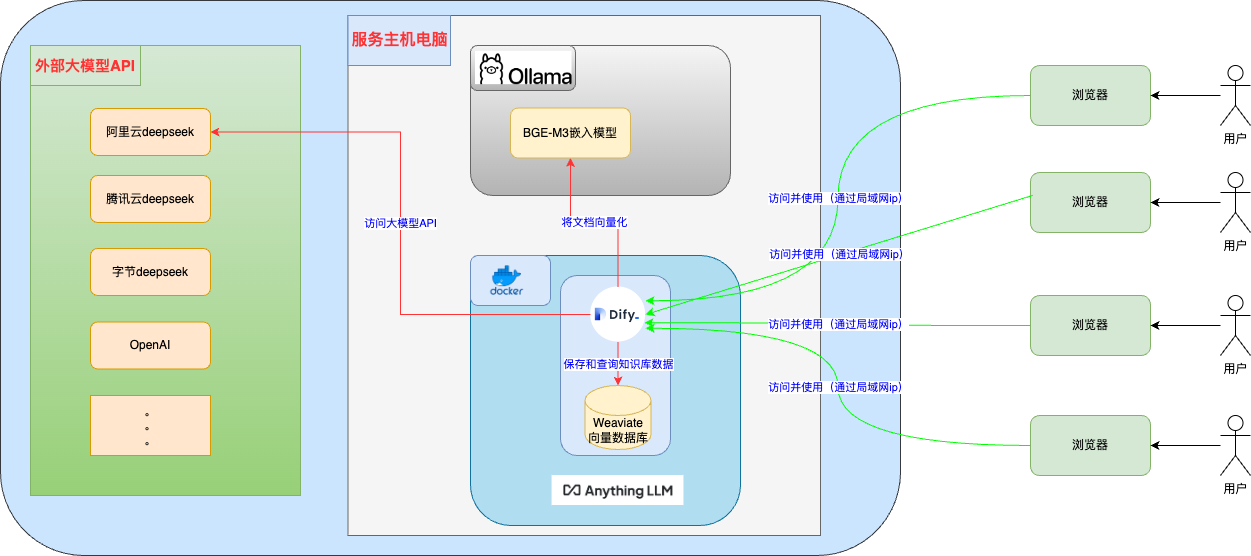 外部大模型API
阿里云deepseek
腾讯云deepseek
字节deepseek
OpenAI
。
。
。
服务主机电脑
Ollama
BGE-M3嵌入模型
访问大模型API
将文档向量化
docker
Dify_
保存和查询知识库数据
Weaviate
向量数据库
Anything LLM
访问并使用（通过局域网ip）
访问并使用（通过局域网ip）
访问并使用（通过局域网ip）
访问并使用（通过局域网ip）
浏览器
用户
浏览器
用户
浏览器
用户
浏览器
用户